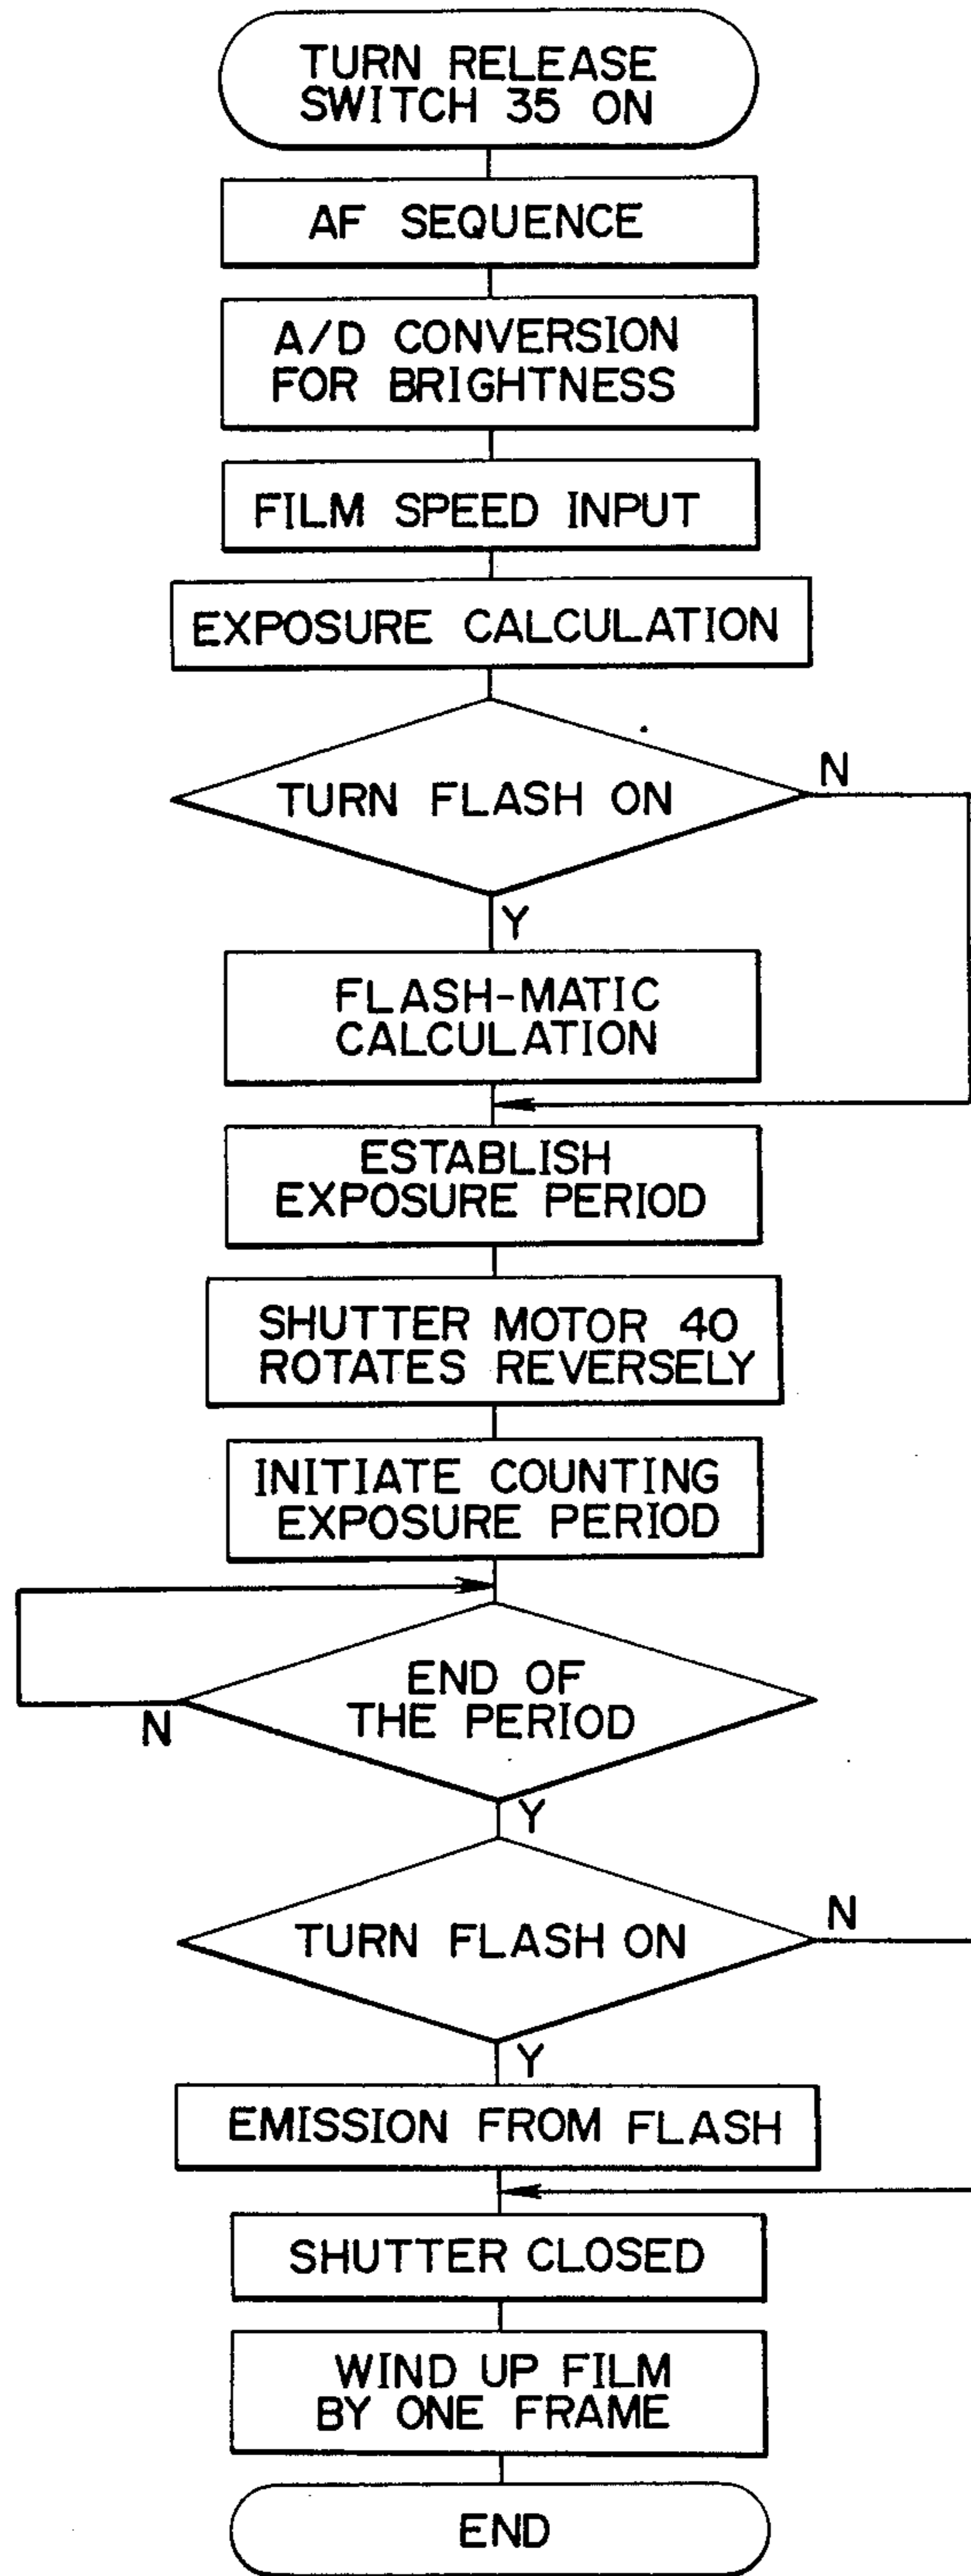 TURN RELEASE
SWITCH 35 ON
AF SEQUENCE
A/D CONVERSION
FOR BRIGHTNESS
FILM SPEED INPUT
EXPOSURE CALCULATION
TURN FLASH ON
N
Y
FLASH-MATIC
CALCULATION
ESTABLISH
EXPOSURE PERIOD
SHUTTER MOTOR 40
ROTATES REVERSELY
INITIATE COUNTING
EXPOSURE PERIOD
END OF
THE PERIOD
N
Y
TURN FLASH ON
N
Y
EMISSION FROM FLASH
SHUTTER CLOSED
WIND UP FILM
BY ONE FRAME
END